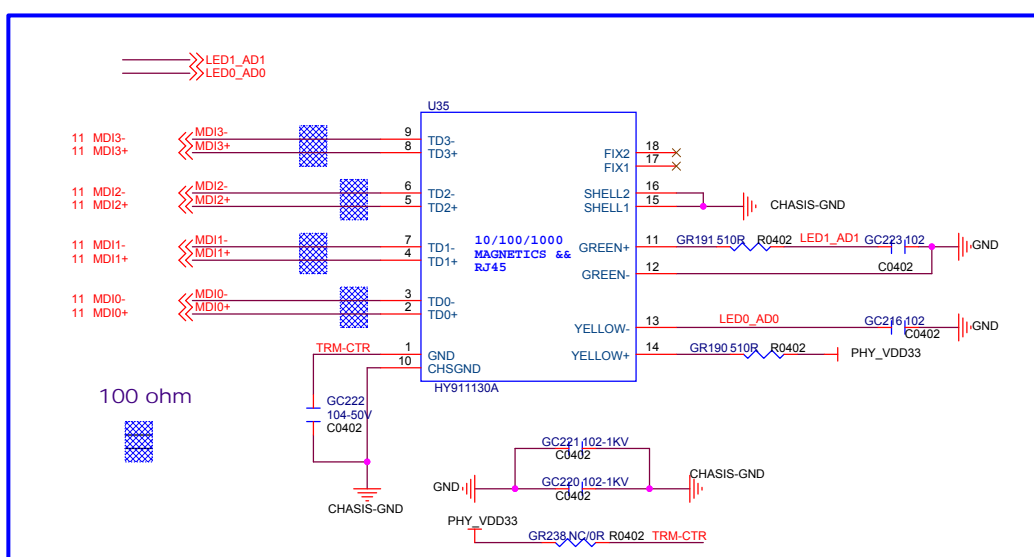 LED1_AD1
LED0_AD0
U35
11 MDI3- MDI3- 9 TD3-
11 MDI3+ MDI3+ 8 TD3+
FIX2 18
FIX1 17
11 MDI2- MDI2- 6 TD2-
11 MDI2+ MDI2+ 5 TD2+
SHELL2 16
SHELL1 15
CHASIS-GND
11 MDI1- MDI1- 7 TD1-
11 MDI1+ MDI1+ 4 TD1+
10/100/1000
MAGNETICS &&
RJ45
GREEN+ 11 GR191 510R R0402 LED1_AD1 GC223 102
C0402
GND
GREEN- 12
11 MDI0- MDI0- 3 TD0-
11 MDI0+ MDI0+ 2 TD0+
YELLOW- 13 LED0_AD0 GC216 102
C0402
GND
YELLOW+ 14 GR190 510R R0402 PHY_VDD33
TRM-CTR 1 GND
10 CHSGND
HY911130A
100 ohm
GC222
104-50V
C0402
CHASIS-GND
GC221 102-1KV
C0402
GND GC220 102-1KV CHASIS-GND
C0402
PHY_VDD33
GR238 NC/0R R0402 TRM-CTR